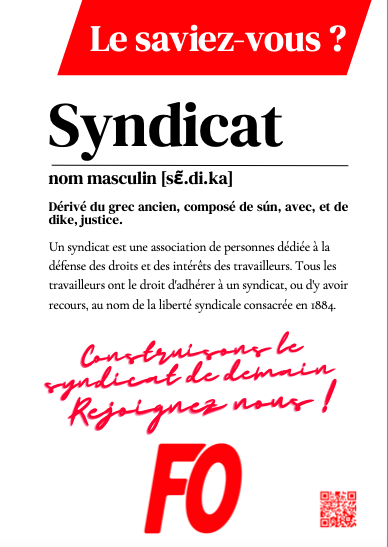 Le saviez-vous ?
Syndicat
nom masculin [sɛ̃.di.ka]
Dérivé du grec ancien, composé de sún, avec, et de
dike, justice.
Un syndicat est une association de personnes dédiée à la
défense des droits et des intérêts des travailleurs. Tous les
travailleurs ont le droit d'adhérer à un syndicat, ou d'y avoir
recours, au nom de la liberté syndicale consacrée en 1884.
Construisons le
syndicat de demain
Rejoignez nous !
FO